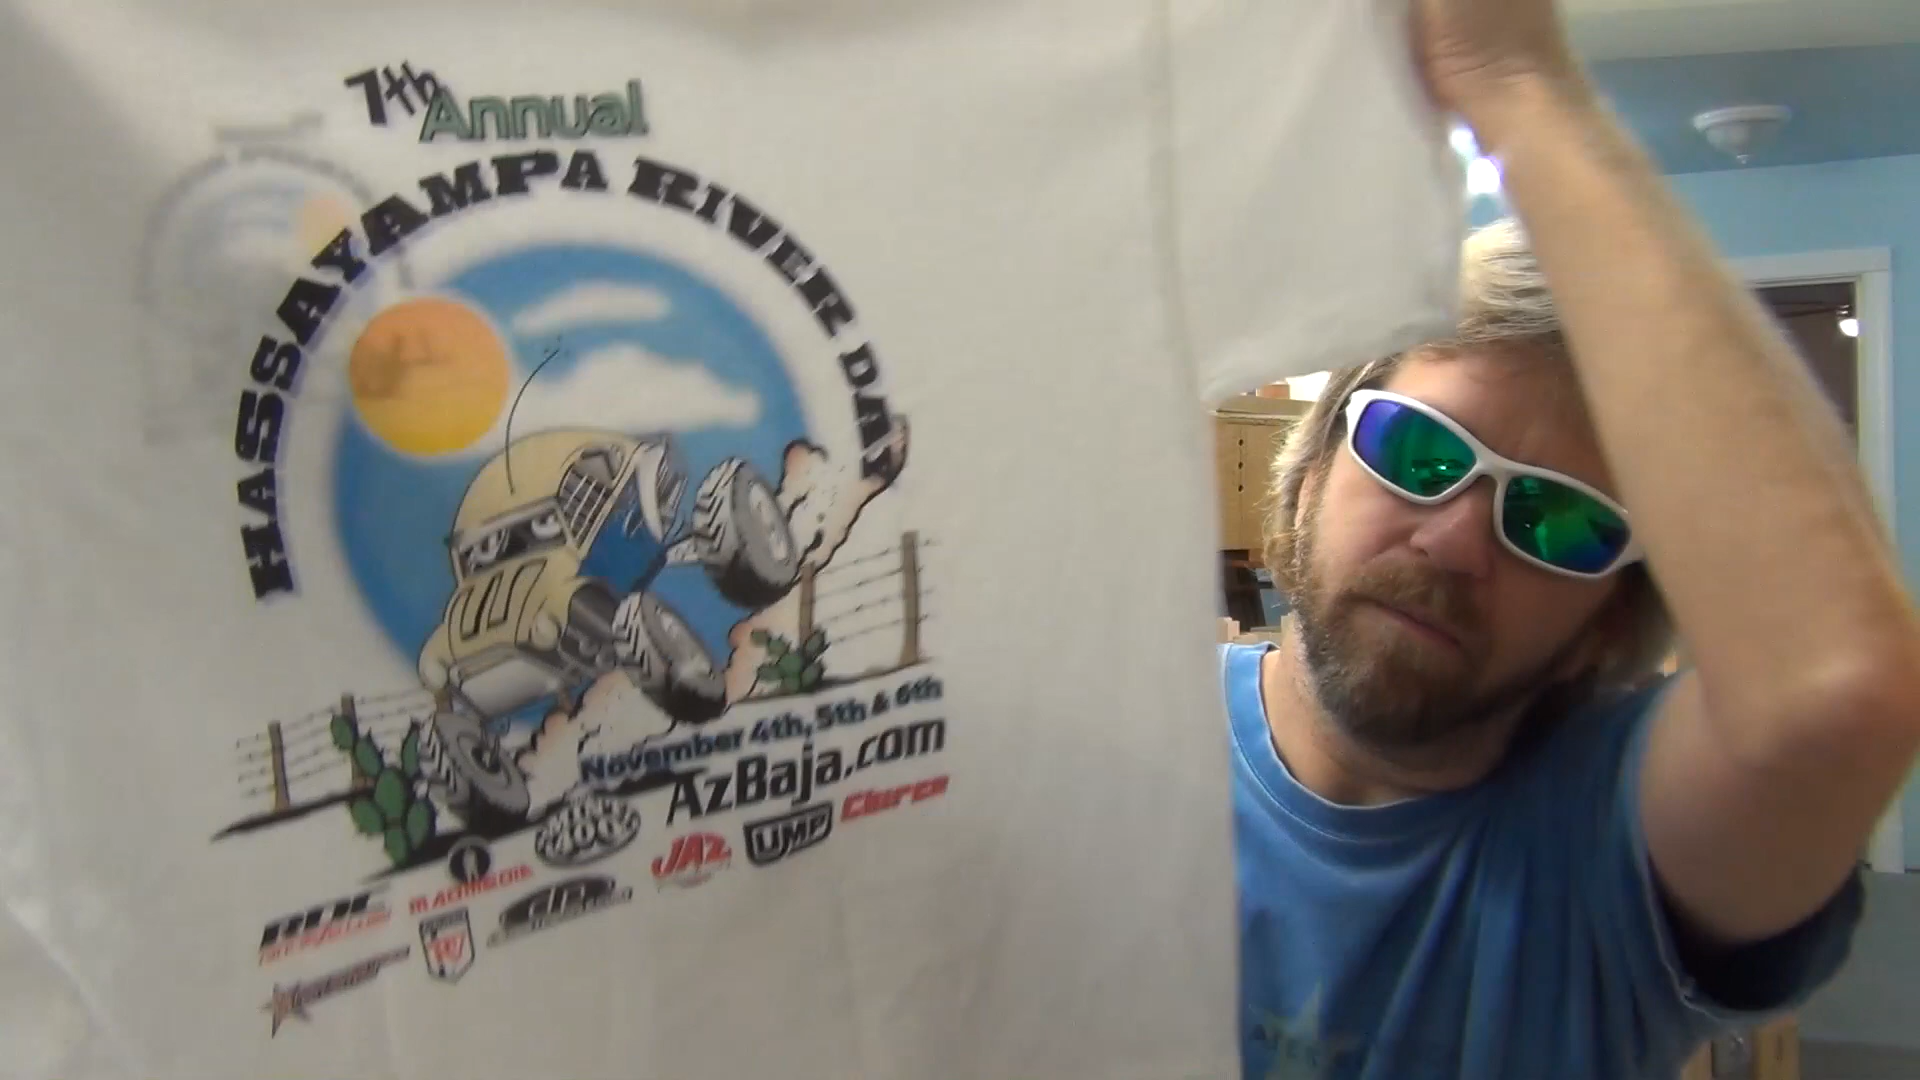 7th Annual
HASSAYAMPA RIVER DAY
November 4th, 5th & 6th
AzBaja.com
JAZ
UMP